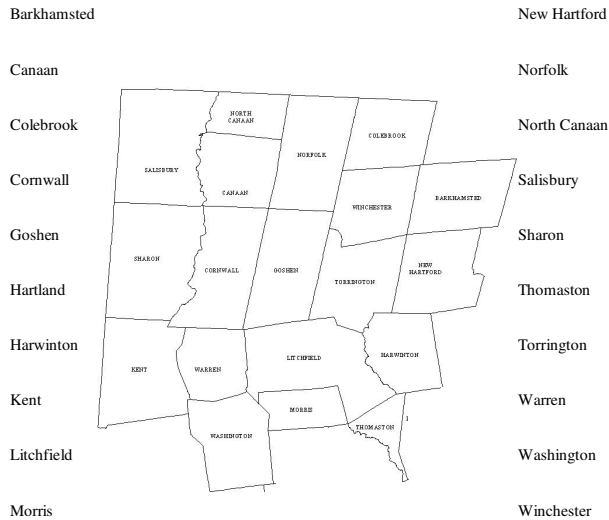 Barkhamsted
Canaan
Colebrook
Cornwall
Goshen
Hartland
Harwinton
Kent
Litchfield
Morris
NORTH
CANAAN
COLEBROOK
NORFOLK
SALISBURY
CANAAN
WINCHESTER
BARKHAMSTED
SHARON
CORNWALL
GOSHEN
TORRINGTON
NEW
HARTFORD
KENT
WARREN
LITCHFIELD
HARWINTON
MORRIS
WASHINGTON
THOMASTON
New Hartford
Norfolk
North Canaan
Salisbury
Sharon
Thomaston
Torrington
Warren
Washington
Winchester